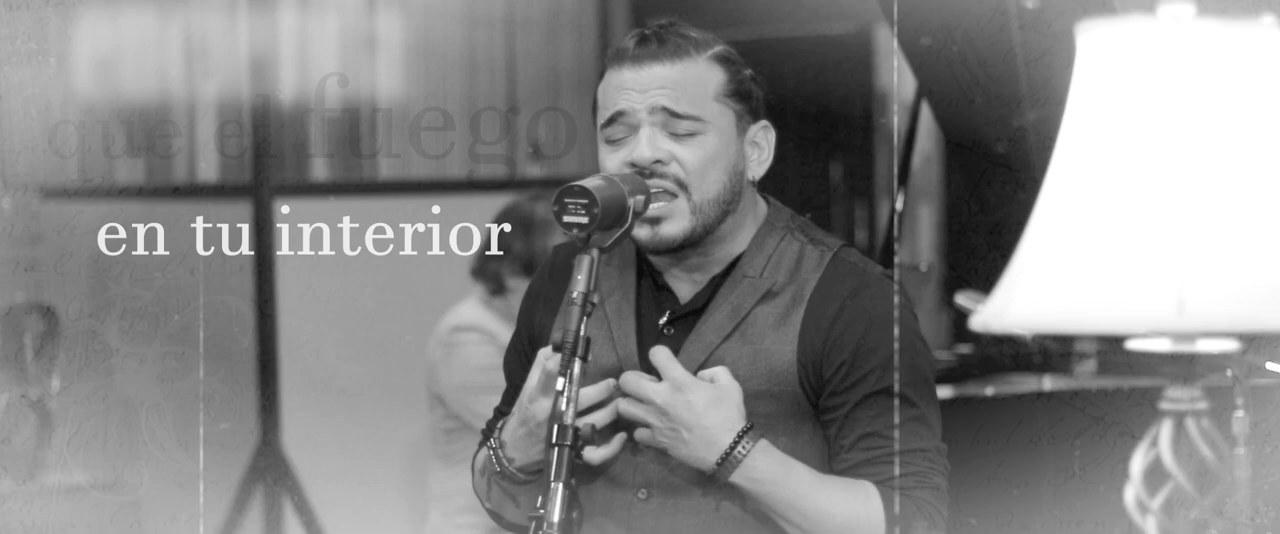 que el fuego
en tu interior